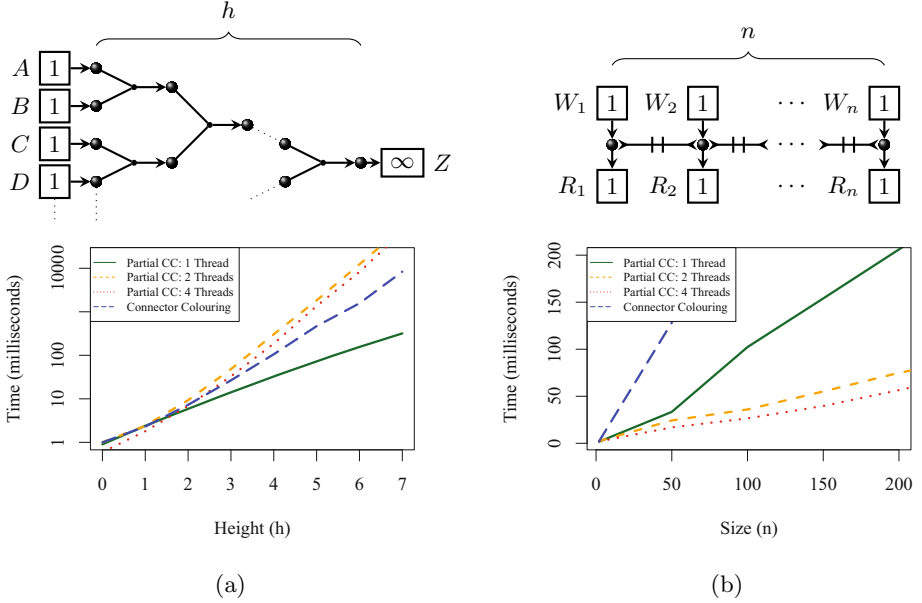 h
A 1
B 1
C 1
D 1
∞ Z
10000
100
10
1
Time (milliseconds)
Partial CC: 1 Thread
Partial CC: 2 Threads
Partial CC: 4 Threads
Connector Colouring
0 1 2 3 4 5 6 7
Height (h)
(a)
n
W₁ 1 W₂ 1 ··· Wₙ 1
···
R₁ 1 R₂ 1 ··· Rₙ 1
200
150
100
50
0
Time (milliseconds)
Partial CC: 1 Thread
Partial CC: 2 Threads
Partial CC: 4 Threads
Connector Colouring
0 50 100 150 200
Size (n)
(b)